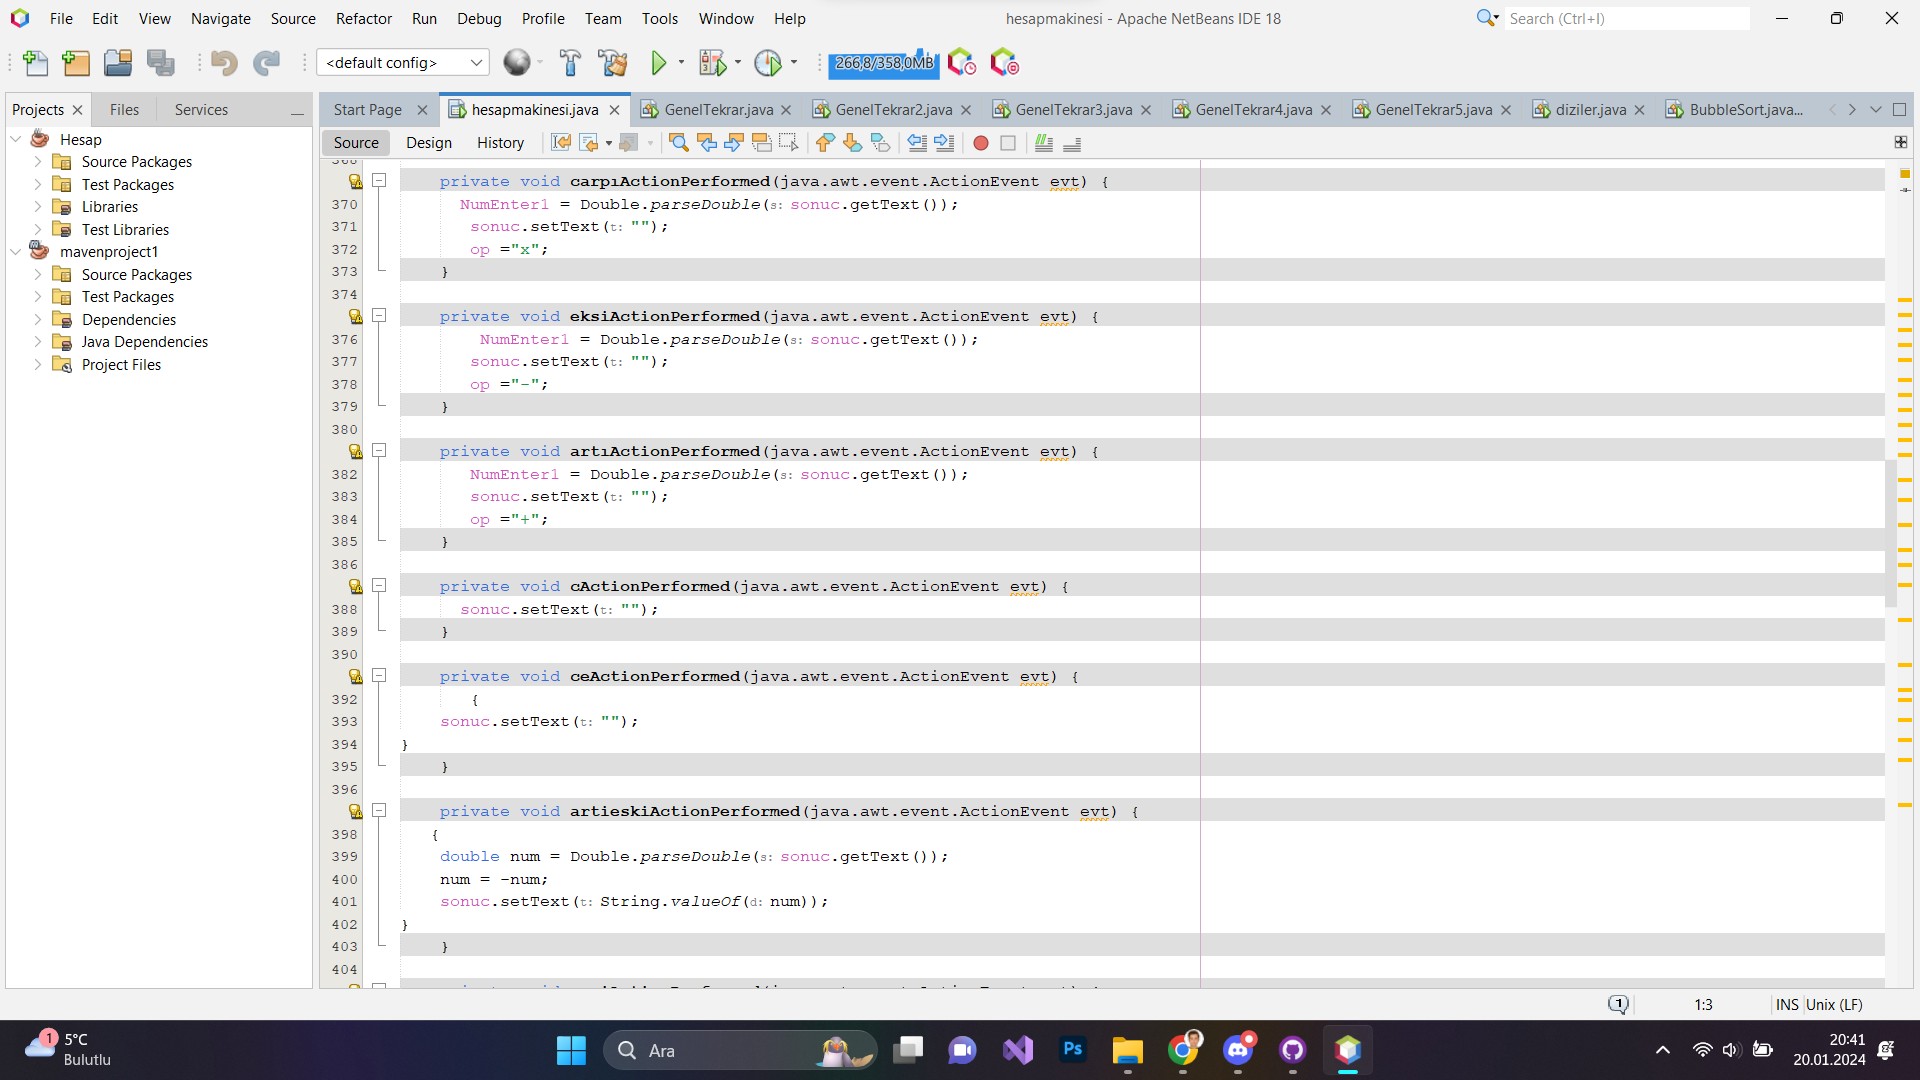 File Edit View Navigate Source Refactor Run Debug Profile Team Tools Window Help
hesapmakinesi - Apache NetBeans IDE 18
Search (Ctrl+I)
<default config>
266,8/358,0MB
Projects Files Services
Hesap
Source Packages
Test Packages
Libraries
Test Libraries
mavenproject1
Source Packages
Test Packages
Dependencies
Java Dependencies
Project Files
Start Page hesapmakinesi.java GenelTekrar.java GenelTekrar2.java GenelTekrar3.java GenelTekrar4.java GenelTekrar5.java diziler.java BubbleSort.java...
Source Design History
private void carpıActionPerformed(java.awt.event.ActionEvent evt) {
370 NumEnter1 = Double.parseDouble(s: sonuc.getText());
371 sonuc.setText(t: "");
372 op ="x";
373 }
374
private void eksiActionPerformed(java.awt.event.ActionEvent evt) {
376 NumEnter1 = Double.parseDouble(s: sonuc.getText());
377 sonuc.setText(t: "");
378 op ="-";
379 }
380
private void artıActionPerformed(java.awt.event.ActionEvent evt) {
382 NumEnter1 = Double.parseDouble(s: sonuc.getText());
383 sonuc.setText(t: "");
384 op ="+";
385 }
386
private void cActionPerformed(java.awt.event.ActionEvent evt) {
388 sonuc.setText(t: "");
389 }
390
private void ceActionPerformed(java.awt.event.ActionEvent evt) {
392 {
393 sonuc.setText(t: "");
394 }
395 }
396
private void artieskiActionPerformed(java.awt.event.ActionEvent evt) {
398 {
399 double num = Double.parseDouble(s: sonuc.getText());
400 num = -num;
401 sonuc.setText(t: String.valueOf(d: num));
402 }
403 }
404
1 1:3 INS Unix (LF)
1 5°C
Bulutlu
Ara
Ps
20:41
20.01.2024